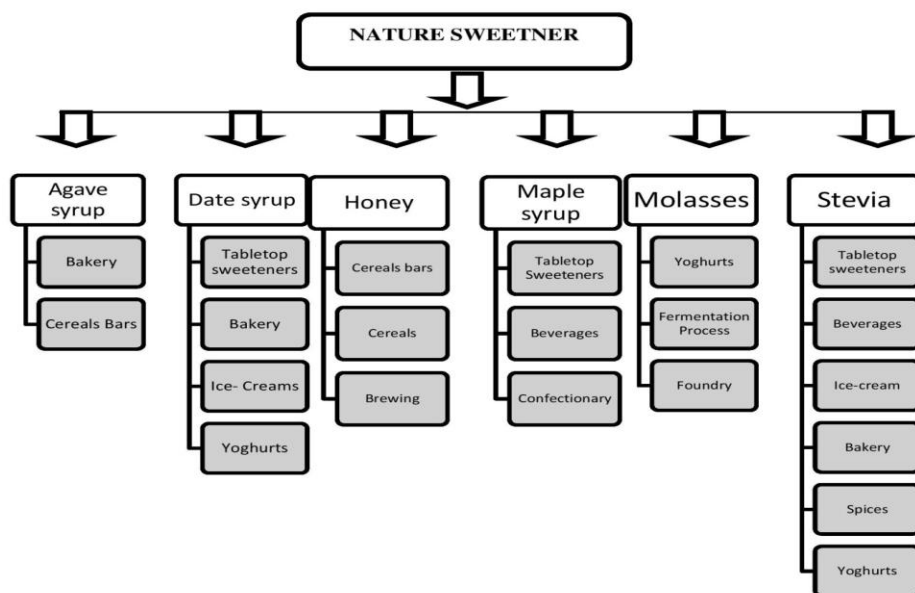 NATURE SWEETNER
Agave
syrup
Bakery
Cereals Bars
Date syrup
Tabletop
sweeteners
Bakery
Ice- Creams
Yoghurts
Honey
Cereals bars
Cereals
Brewing
Maple
syrup
Tabletop
Sweeteners
Beverages
Confectionary
Molasses
Yoghurts
Fermentation
Process
Foundry
Stevia
Tabletop
sweeteners
Beverages
Ice-cream
Bakery
Spices
Yoghurts